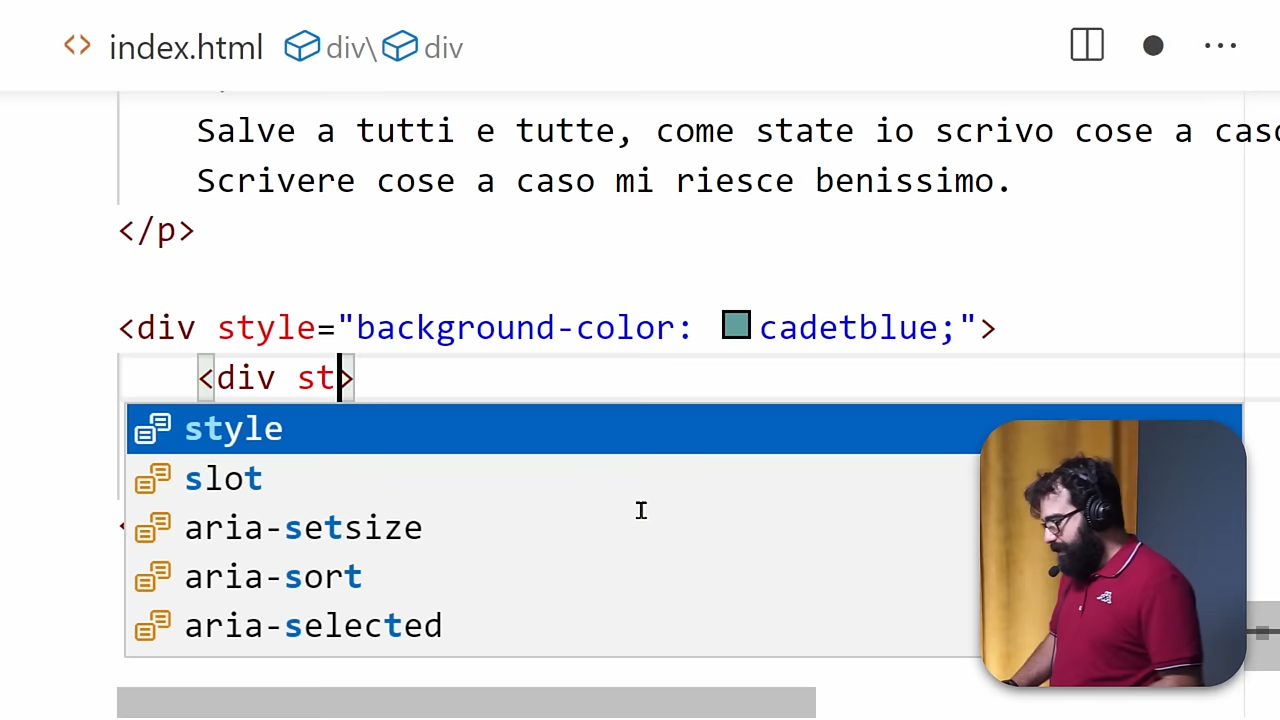 <> index.html div\ div ...
Salve a tutti e tutte, come state io scrivo cose a caso
Scrivere cose a caso mi riesce benissimo.
</p>
<div style="background-color: cadetblue;">
<div st>
style
slot
aria-setsize
aria-sort
aria-selected